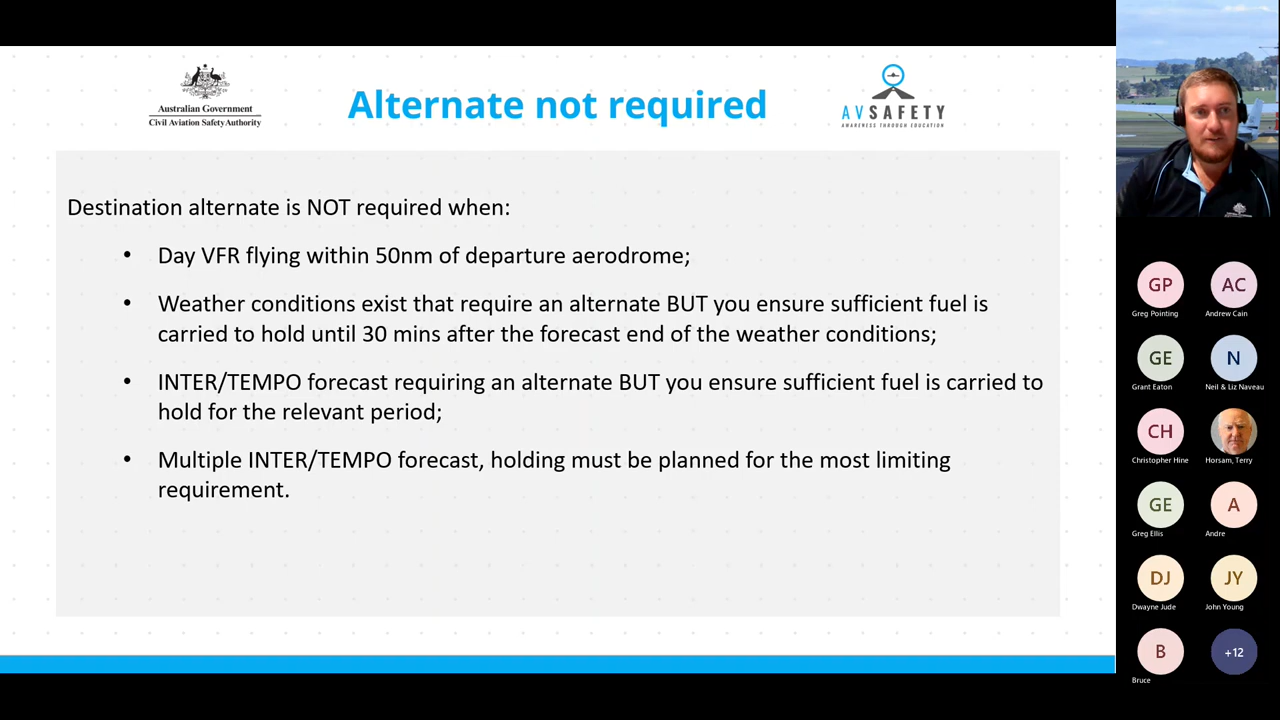 Australian Government
Civil Aviation Safety Authority
Alternate not required
AVSAFETY
AWARENESS THROUGH EDUCATION
Destination alternate is NOT required when:
• Day VFR flying within 50nm of departure aerodrome;
• Weather conditions exist that require an alternate BUT you ensure sufficient fuel is
carried to hold until 30 mins after the forecast end of the weather conditions;
• INTER/TEMPO forecast requiring an alternate BUT you ensure sufficient fuel is carried to
hold for the relevant period;
• Multiple INTER/TEMPO forecast, holding must be planned for the most limiting
requirement.
GP AC
Greg Pointing Andrew Cain
GE N
Grant Eaton Neil & Liz Naveau
CH
Christopher Hine Horsam, Terry
GE A
Greg Ellis Andre
DJ JY
Dwayne Jude John Young
B +12
Bruce